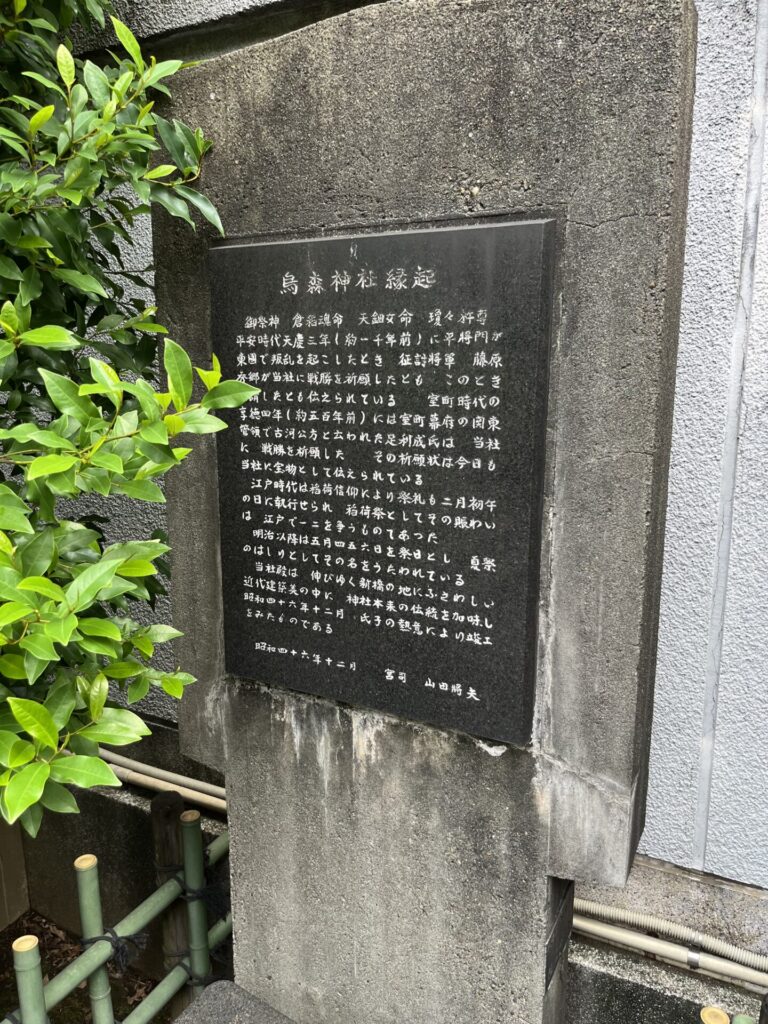 烏森神社縁起
御祭神 倉稲魂命 天鈿女命 瓊々杵尊
平安時代天慶三年(約一千年前)に平将門が
東国で叛乱を起こしたとき 征討将軍 藤原
秀郷が当社に戦勝を祈願したとも このとき
したとも伝えられている 室町時代の
享徳四年(約五百年前)には室町幕府の関東
管領で古河公方と云われた足利成氏は 当社
に 戦勝を祈願した その祈願状は今日も
当社に宝物として伝えられている
江戸時代は稲荷信仰により祭礼も二月初午
の日に執行せられ 稲荷祭としてその賑わい
は 江戸で一二を争うものであった
明治以降は五月四五六日を祭日とし 夏祭
のはしりとしてその名をうたわれている
当社殿は 伸びゆく新橋の地にふさわしい
近代建築美の中に 神社本来の伝統を加味し
昭和四十六年十二月 氏子の熱意により竣工
をみたものである
昭和四十六年十二月 宮司 山田勝夫